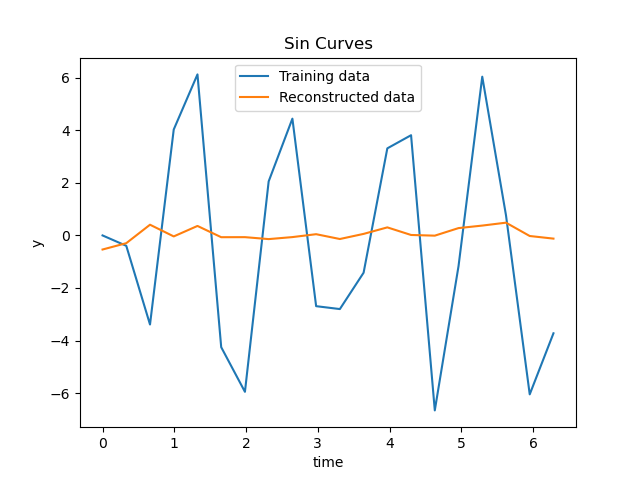 Sin Curves
Training data
Reconstructed data
6
4
2
0
−2
−4
−6
y
0 1 2 3 4 5 6
time